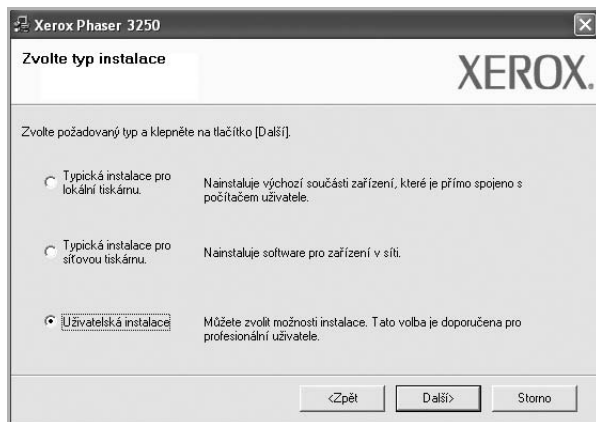 Xerox Phaser 3250
Zvolte typ instalace
XEROX.
Zvolte požadovaný typ a klepněte na tlačítko [Další].
Typická instalace pro
lokální tiskárnu.
Nainstaluje výchozí součásti zařízení, které je přímo spojeno s
počítačem uživatele.
Typická instalace pro
síťovou tiskárnu.
Nainstaluje software pro zařízení v síti.
Uživatelská instalace
Můžete zvolit možnosti instalace. Tato volba je doporučena pro
profesionální uživatele.
<Zpět
Další>
Storno